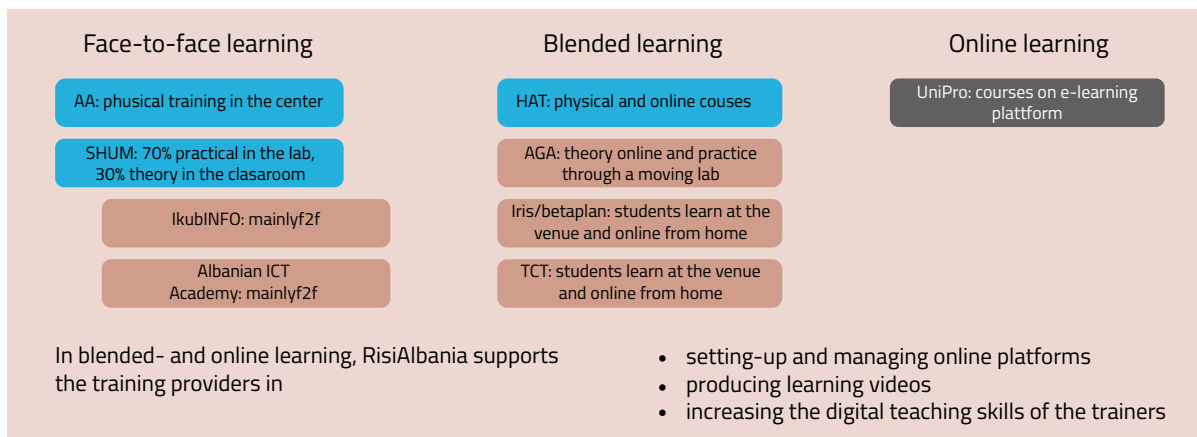 Face-to-face learning
AA: phusical training in the center
SHUM: 70% practical in the lab,
30% theory in the clasaroom
IkubINFO: mainlyf2f
Albanian ICT
Academy: mainlyf2f
Blended learning
HAT: physical and online couses
AGA: theory online and practice
through a moving lab
Iris/betaplan: students learn at the
venue and online from home
TCT: students learn at the venue
and online from home
Online learning
UniPro: courses on e-learning
plattform
In blended- and online learning, RisiAlbania supports
the training providers in
• setting-up and managing online platforms
• producing learning videos
• increasing the digital teaching skills of the trainers